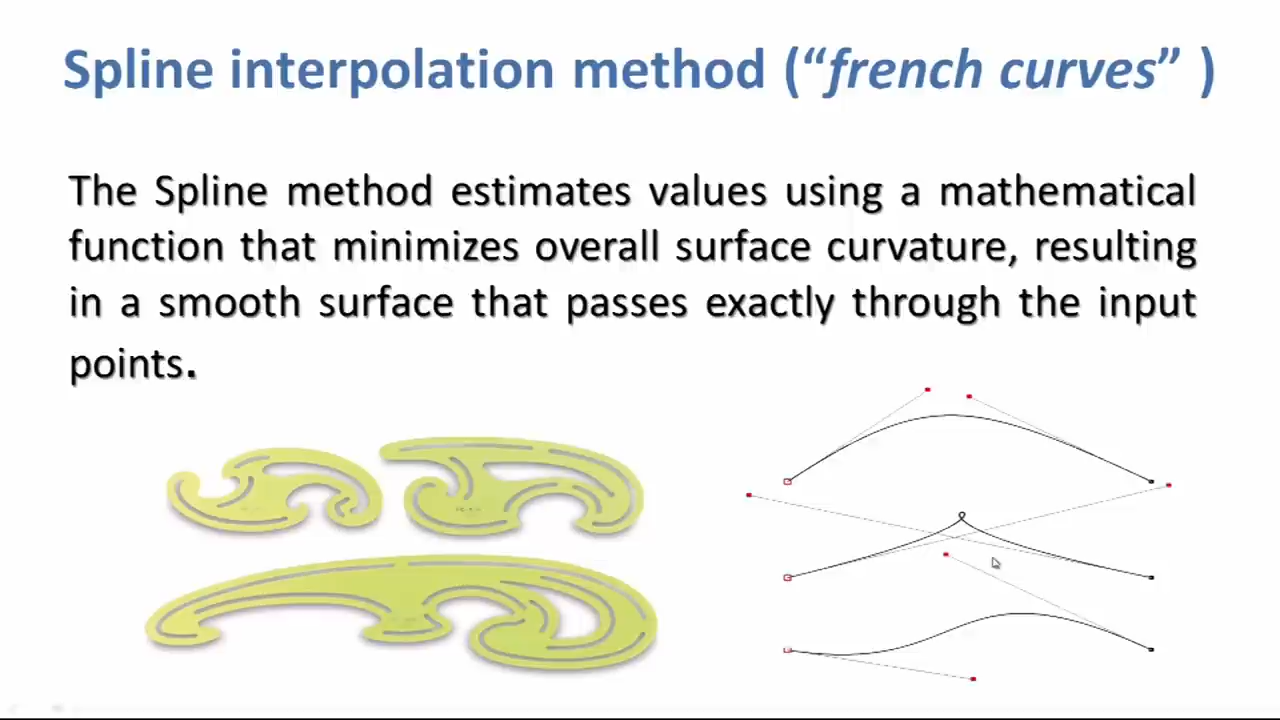 Spline interpolation method (“french curves” )
The Spline method estimates values using a mathematical
function that minimizes overall surface curvature, resulting
in a smooth surface that passes exactly through the input
points.